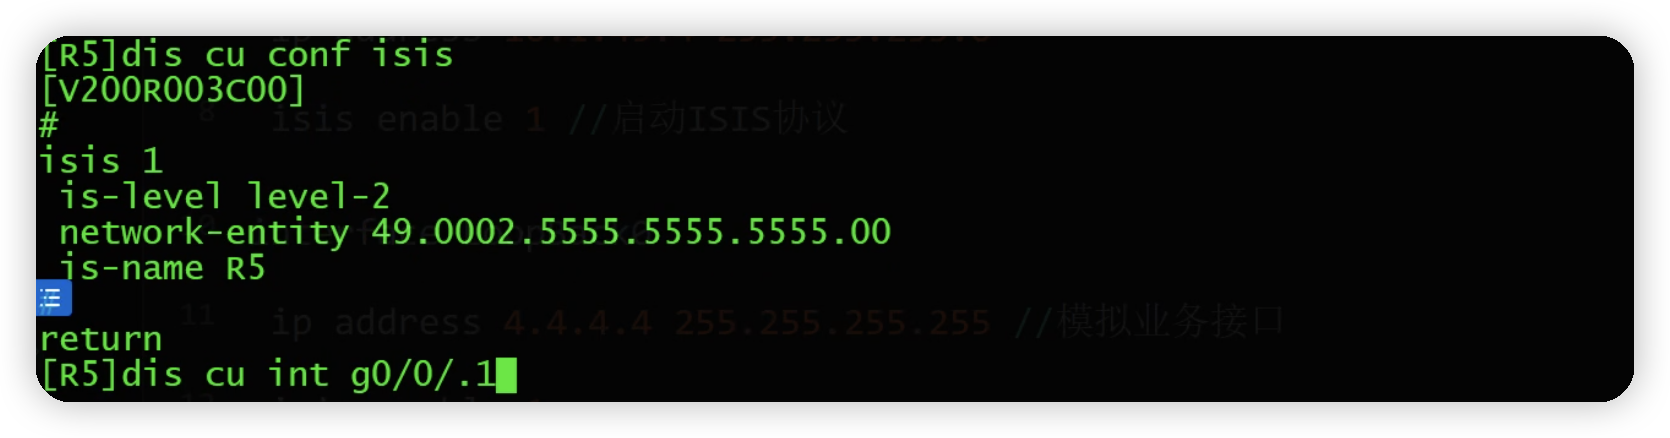 [R5]dis cu conf isis
[V200R003C00]
8 isis enable 1 //启动ISIS协议
#
isis 1
is-level level-2
network-entity 49.0002.5555.5555.5555.00
is-name R5
#
11 ip address 4.4.4.4 255.255.255.255 //模拟业务接口
return
[R5]dis cu int g0/0/.1